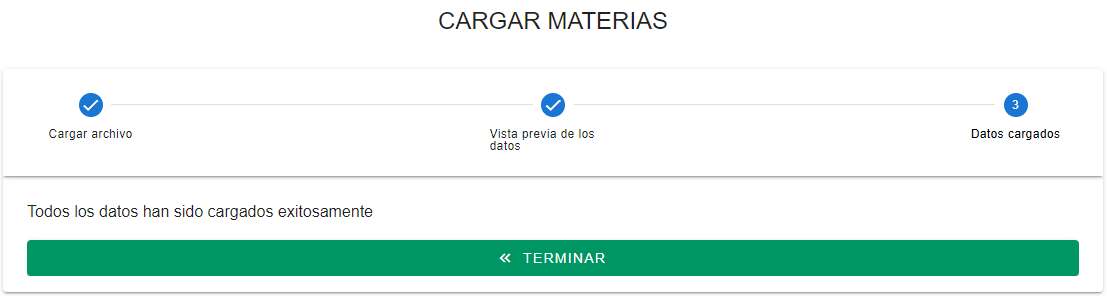 CARGAR MATERIAS
3
Cargar archivo
Vista previa de los
datos
Datos cargados
Todos los datos han sido cargados exitosamente
TERMINAR